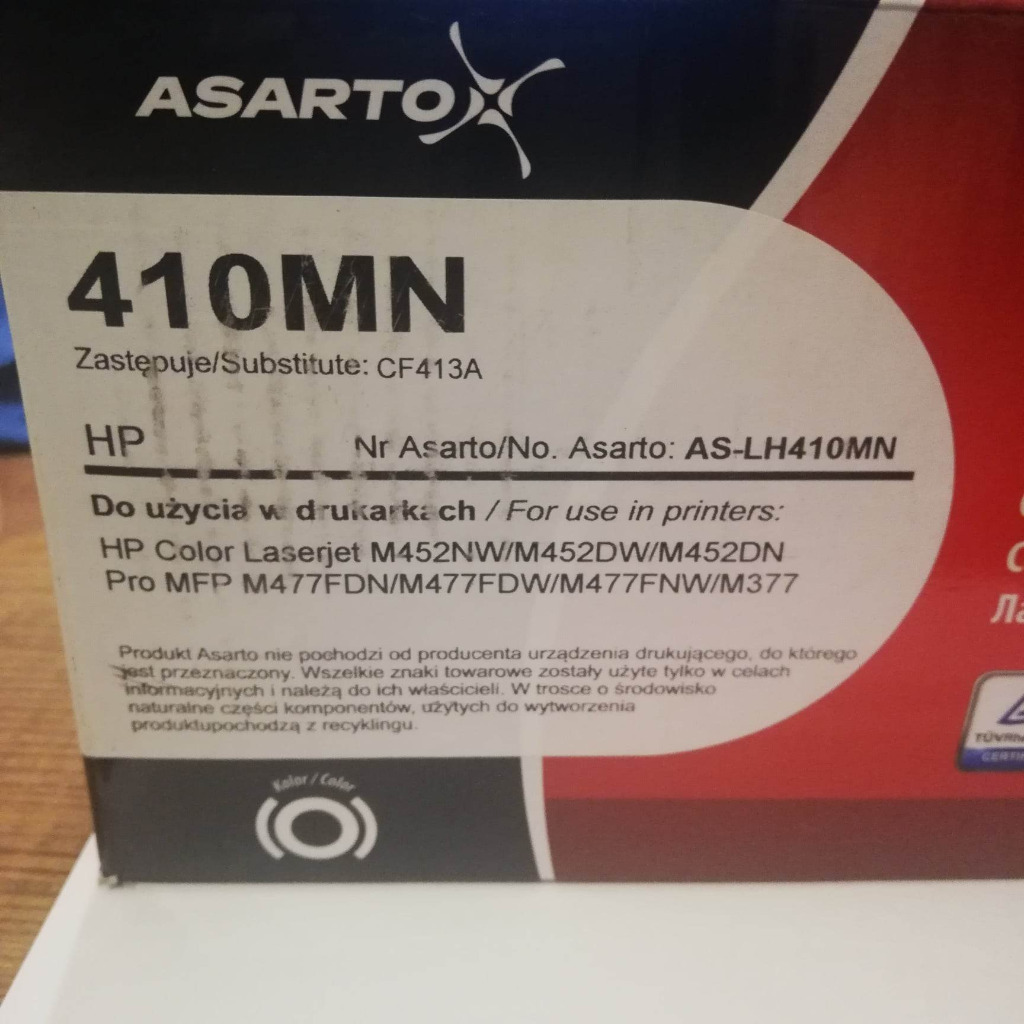 ASARTO
410MN
Zastępuje/Substitute: CF413A
HP
Nr Asarto/No. Asarto: AS-LH410MN
Do użycia w drukarkach / For use in printers:
HP Color Laserjet M452NW/M452DW/M452DN
Pro MFP M477FDN/M477FDW/M477FNW/M377
Produkt Asarto nie pochodzi od producenta urządzenia drukującego, do którego
jest przeznaczony. Wszelkie znaki towarowe zostały użyte tylko w celach
informacyjnych i należą do ich właścicieli. W trosce o środowisko
naturalne części komponentów, użytych do wytworzenia
produktupochodzą z recyklingu.
Kolor / Color